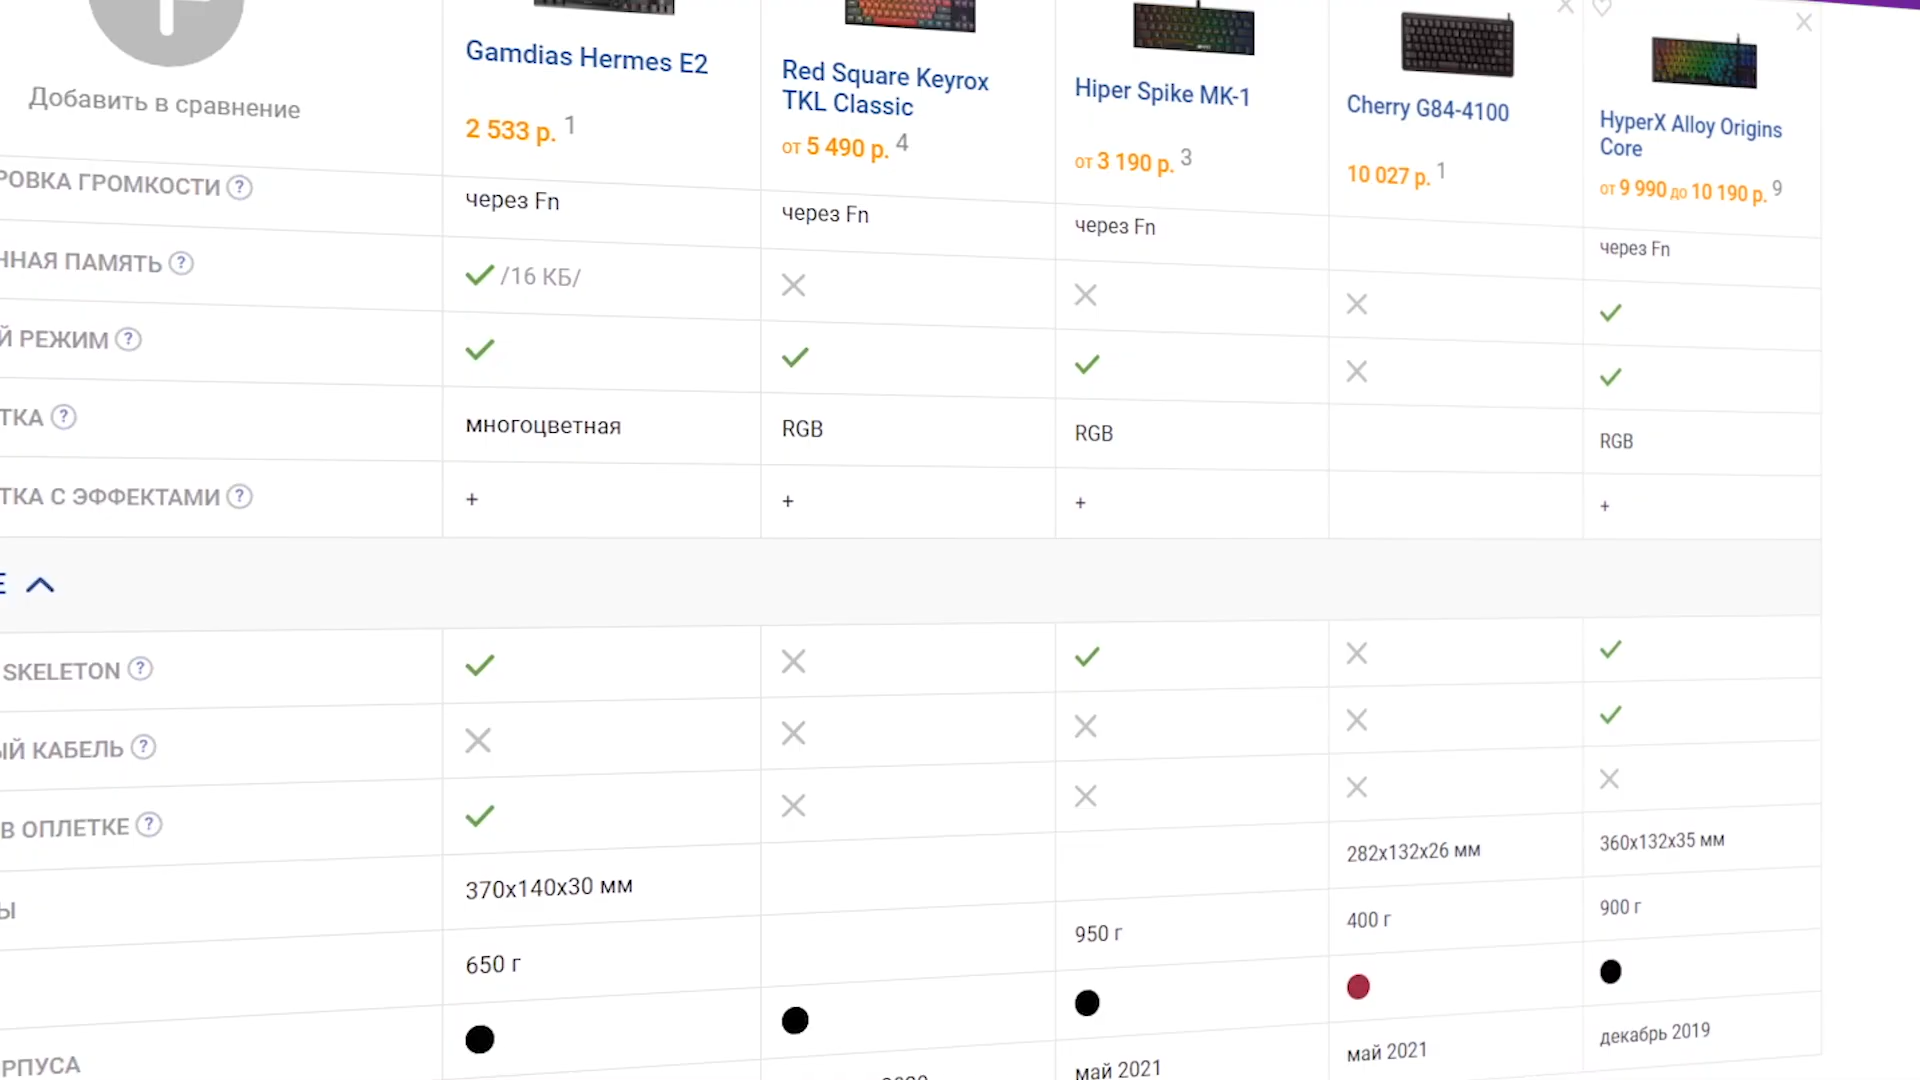 Добавить в сравнение
Gamdias Hermes E2
2 533 р. 1
Red Square Keyrox
TKL Classic
от 5 490 р. 4
Hiper Spike MK-1
от 3 190 р. 3
Cherry G84-4100
10 027 р. 1
HyperX Alloy Origins
Core
от 9 990 до 10 190 р. 9
РОВКА ГРОМКОСТИ ?
через Fn
через Fn
через Fn
через Fn
ННАЯ ПАМЯТЬ ?
/16 КБ/
Й РЕЖИМ ?
ТКА ?
многоцветная
RGB
RGB
RGB
ТКА С ЭФФЕКТАМИ ?
+
+
+
+
Е
SKELETON ?
ЫЙ КАБЕЛЬ ?
В ОПЛЕТКЕ ?
Ы
370x140x30 мм
282x132x26 мм
360x132x35 мм
650 г
950 г
400 г
900 г
РПУСА
май 2021
май 2021
декабрь 2019